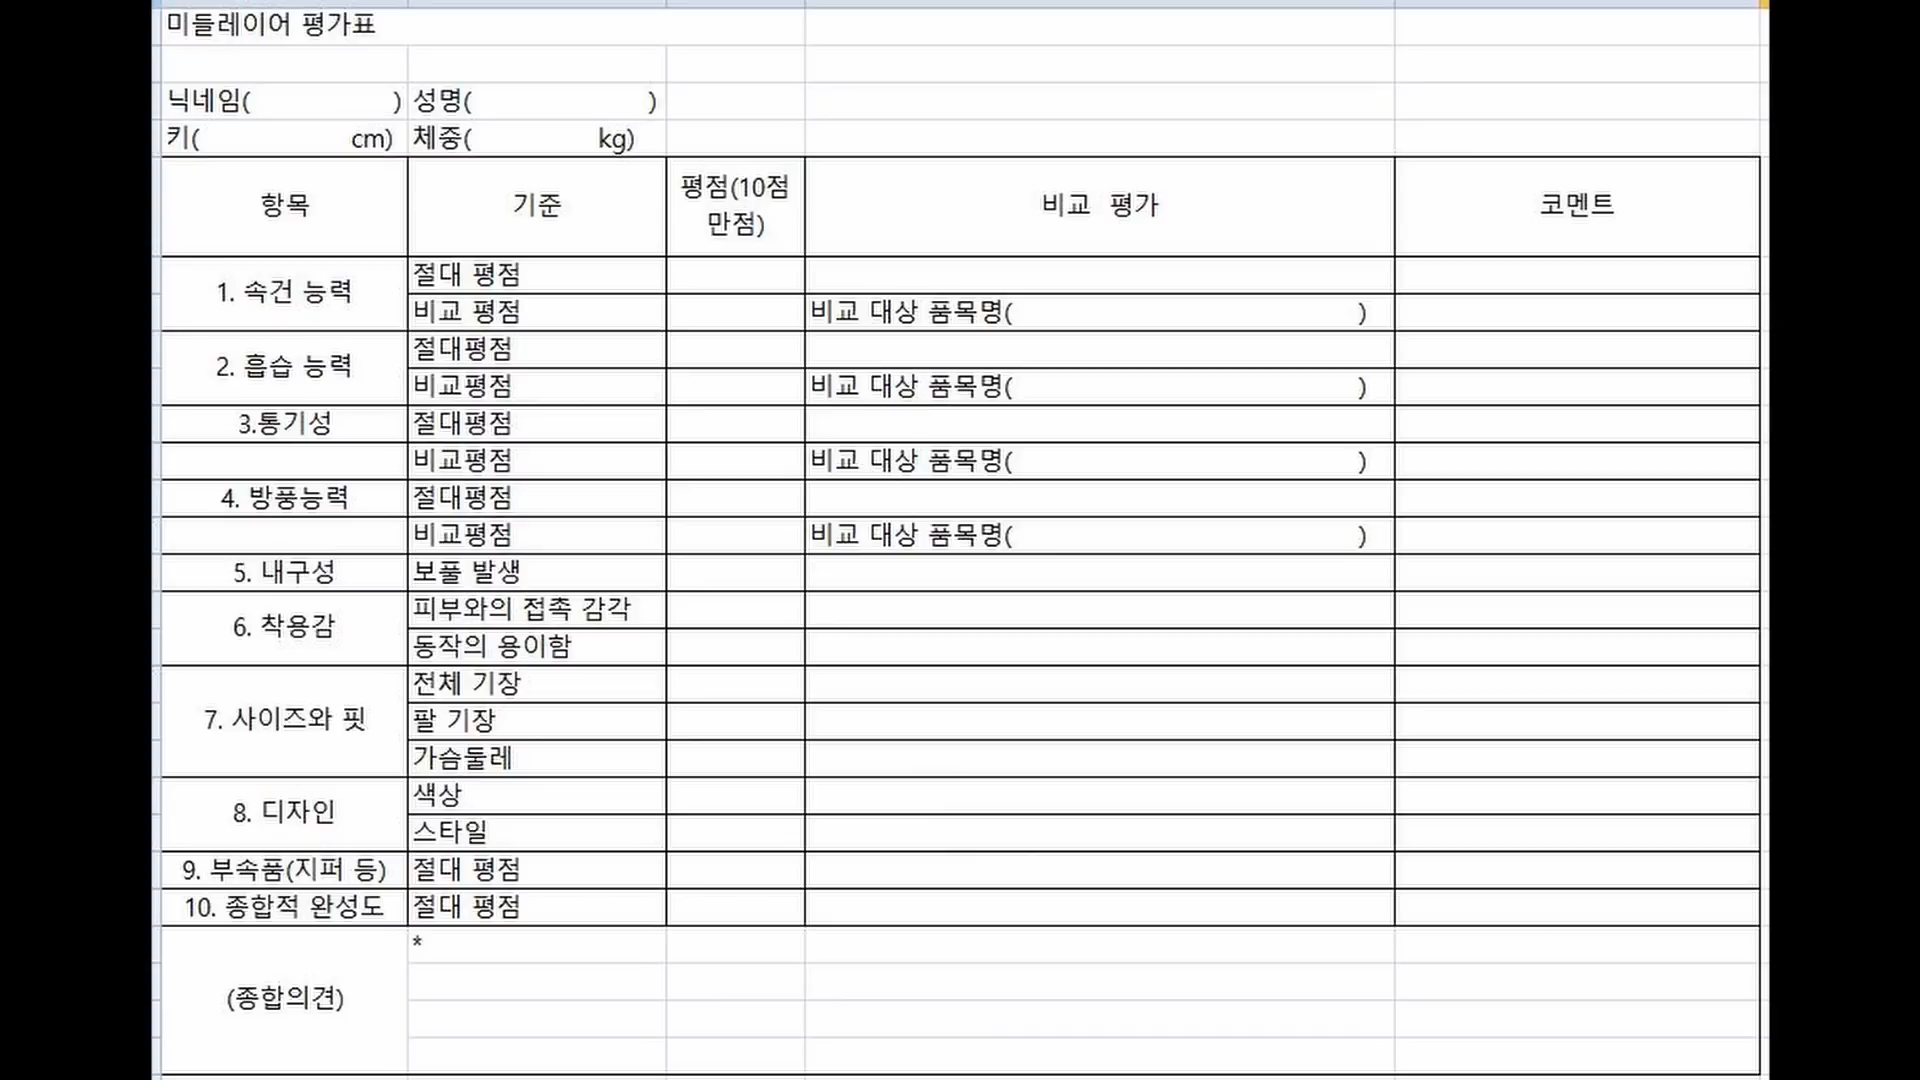 미들레이어 평가표
닉네임( ) 성명( )
키( cm) 체중( kg)
항목 기준 평점(10점 만점) 비교 평가 코멘트
1. 속건 능력 절대 평점
비교 평점 비교 대상 품목명( )
2. 흡습 능력 절대평점
비교평점 비교 대상 품목명( )
3.통기성 절대평점
비교평점 비교 대상 품목명( )
4. 방풍능력 절대평점
비교평점 비교 대상 품목명( )
5. 내구성 보풀 발생
6. 착용감 피부와의 접촉 감각
동작의 용이함
7. 사이즈와 핏 전체 기장
팔 기장
가슴둘레
8. 디자인 색상
스타일
9. 부속품(지퍼 등) 절대 평점
10. 종합적 완성도 절대 평점
*
(종합의견)